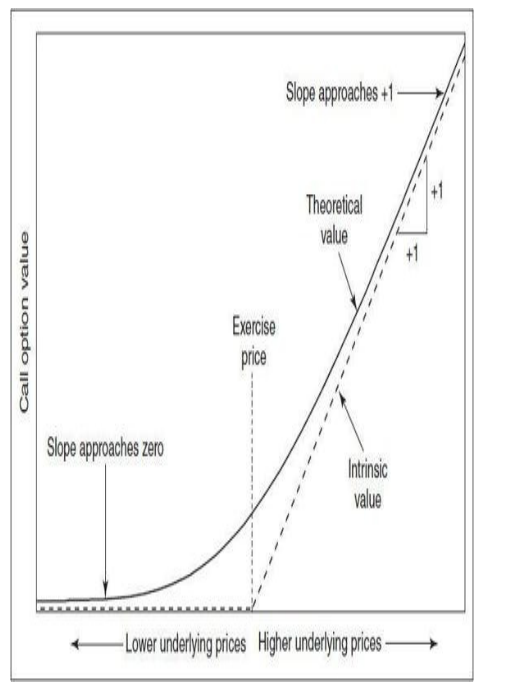 Slope approaches +1
+1
Theoretical
value
+1
Call option value
Exercise
price
Slope approaches zero
Intrinsic
value
Lower underlying prices
Higher underlying prices